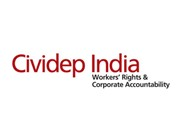 Cividep India
Workers' Rights &
Corporate Accountability